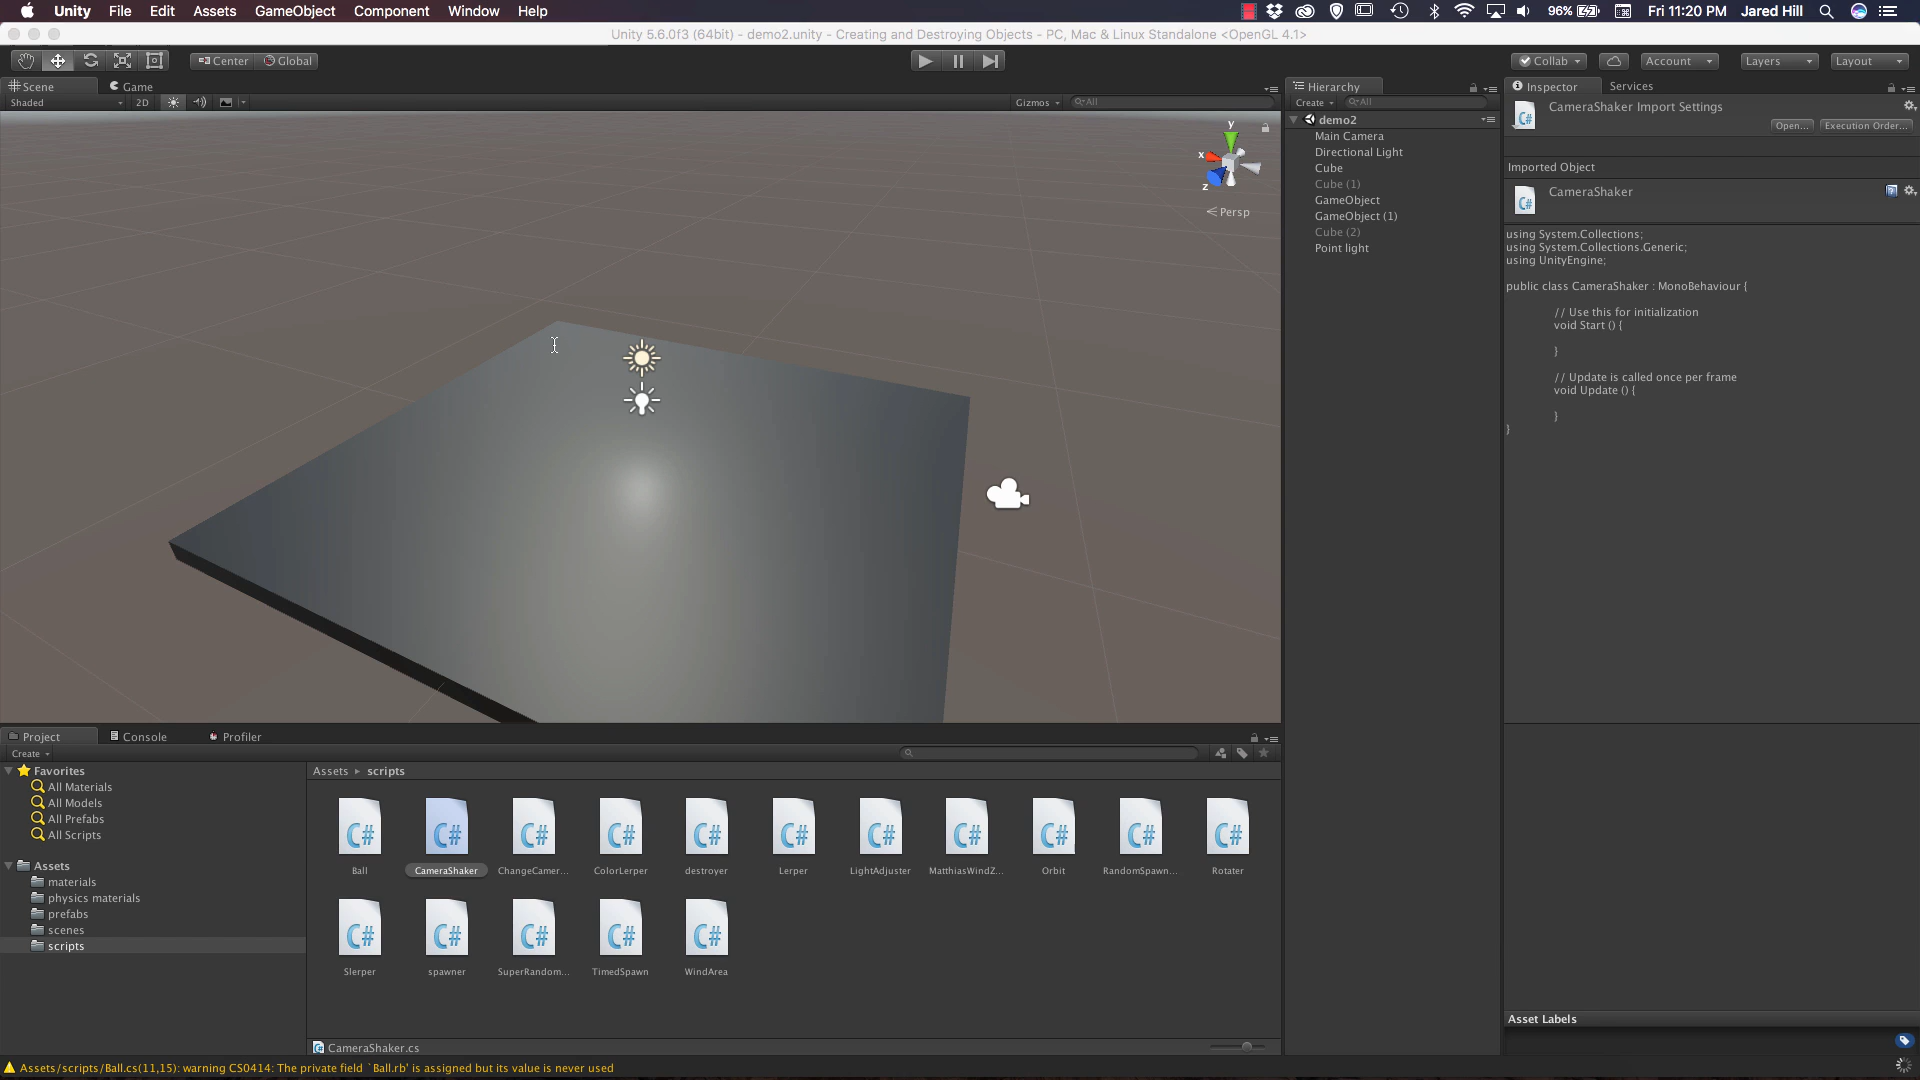 Unity File Edit Assets GameObject Component Window Help 96% Fri 11:20 PM Jared Hill
Unity 5.6.0f3 (64bit) - demo2.unity - Creating and Destroying Objects - PC, Mac & Linux Standalone <OpenGL 4.1>
Center Global Collab Account Layers Layout
Scene Game
Shaded 2D Gizmos All
y
x
z
Persp
Hierarchy
Create All
demo2
Main Camera
Directional Light
Cube
Cube (1)
GameObject
GameObject (1)
Cube (2)
Point light
Inspector Services
CameraShaker Import Settings
C#
Open... Execution Order...
Imported Object
CameraShaker
C#
using System.Collections;
using System.Collections.Generic;
using UnityEngine;
public class CameraShaker : MonoBehaviour {
// Use this for initialization
void Start () {
}
// Update is called once per frame
void Update () {
}
}
Project Console Profiler
Create
Favorites
All Materials
All Models
All Prefabs
All Scripts
Assets
materials
physics materials
prefabs
scenes
scripts
Assets ▸ scripts
C# C# C# C# C# C# C# C# C# C# C#
Ball CameraShaker ChangeCamer... ColorLerper destroyer Lerper LightAdjuster MatthiasWindZ... Orbit RandomSpawn... Rotater
C# C# C# C# C#
Slerper spawner SuperRandom... TimedSpawn WindArea
CameraShaker.cs
Asset Labels
Assets/scripts/Ball.cs(11,15): warning CS0414: The private field `Ball.rb' is assigned but its value is never used